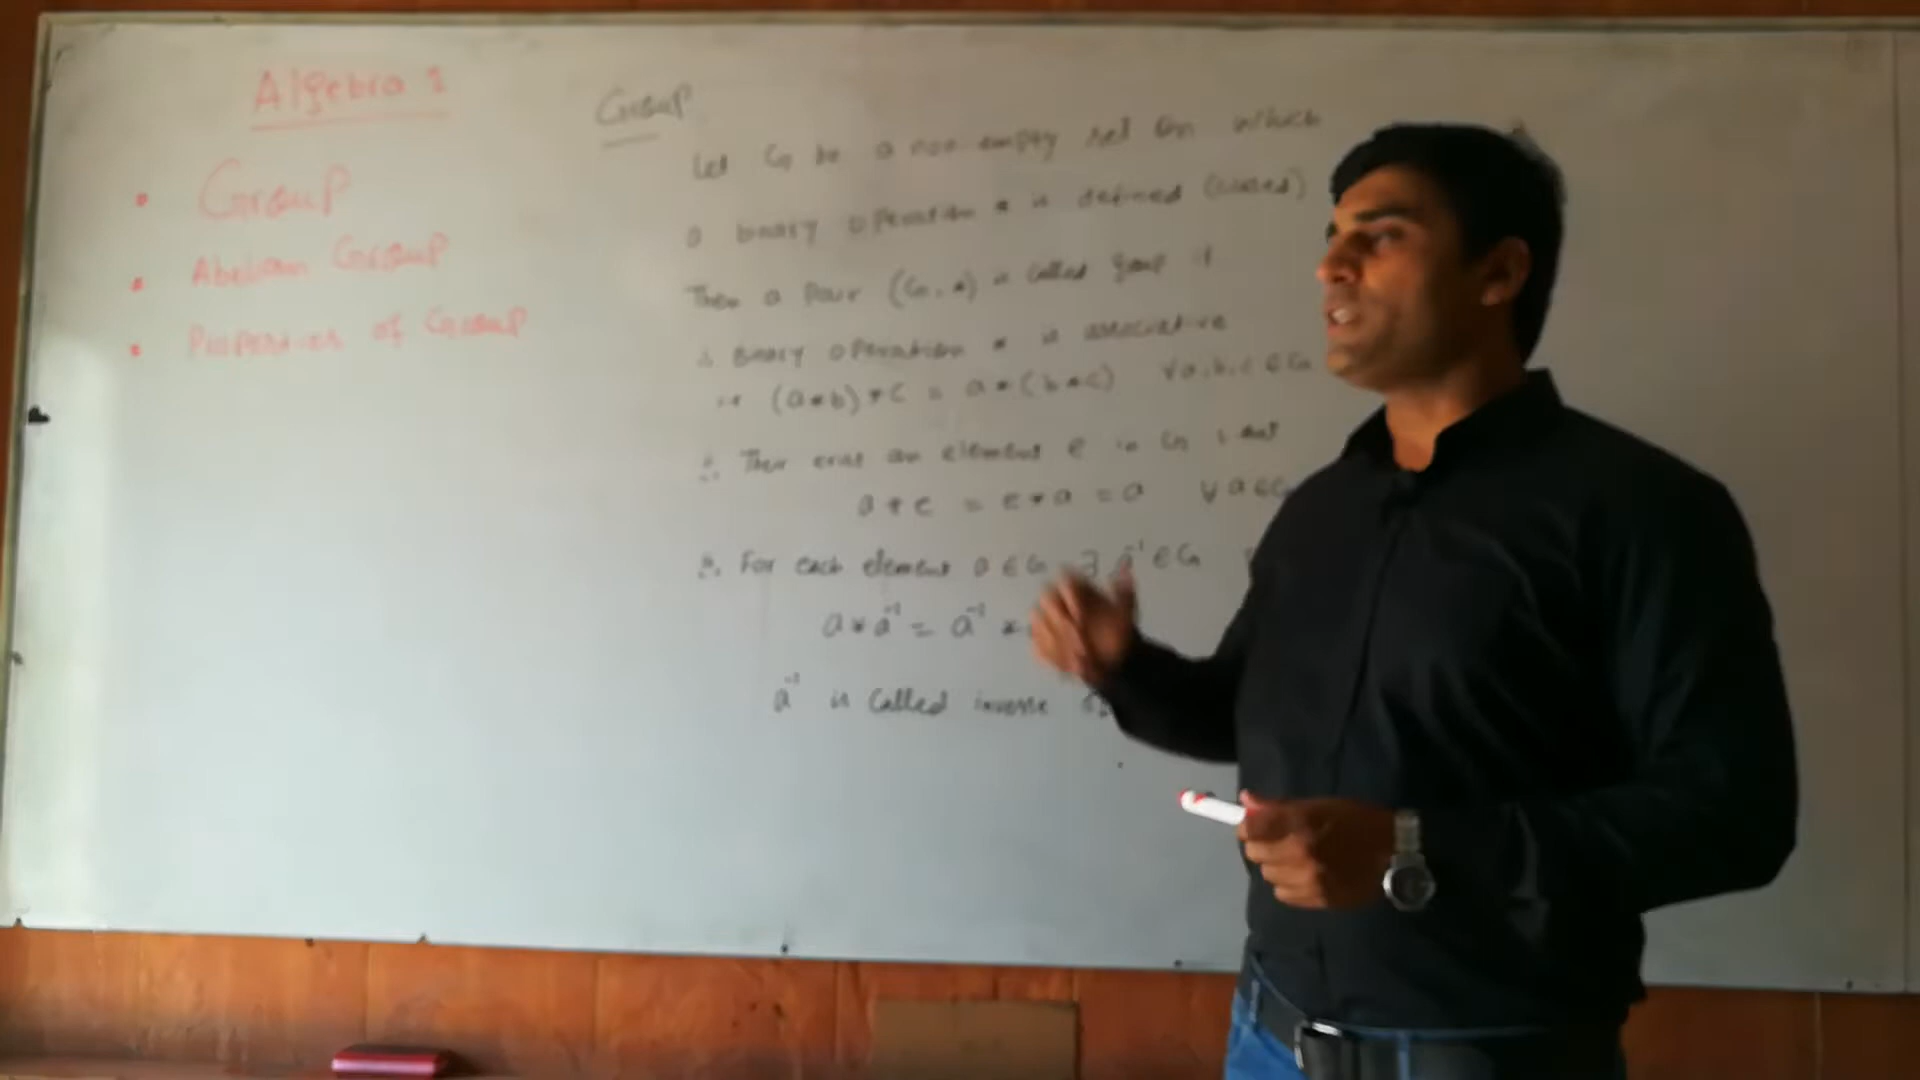 Algebra 1
• Group
• Abelian Group
• Properties of Group
Group
Let G be a non-empty set on which
a binary operation * is defined (closed)
Then a Pair (G, *) is called group if
1. Binary operation * is associative
(a*b)*c = a*(b*c) ∀ a,b,c ∈ G
2. Their exist an element e in G
a*e = e*a = a ∀ a ∈ G
3. For each element a ∈ G ∃ a⁻¹ ∈ G
a * a⁻¹ = a⁻¹ *
a⁻¹ is called inverse